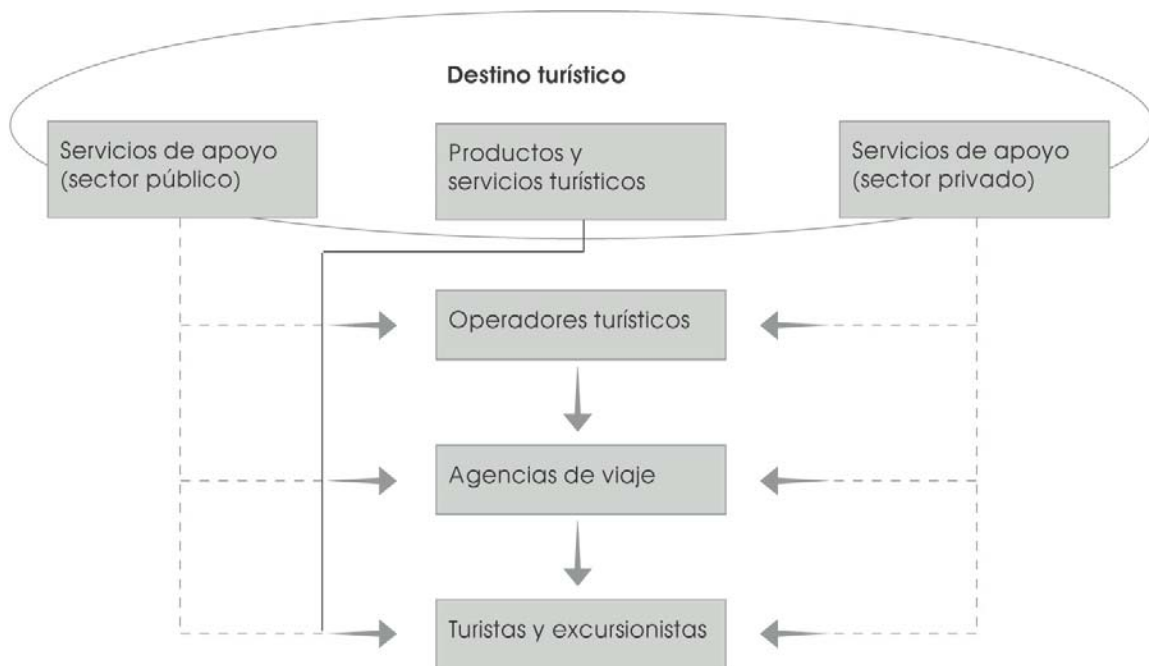 Destino turístico
Servicios de apoyo
(sector público)
Productos y
servicios turísticos
Servicios de apoyo
(sector privado)
Operadores turísticos
Agencias de viaje
Turistas y excursionistas